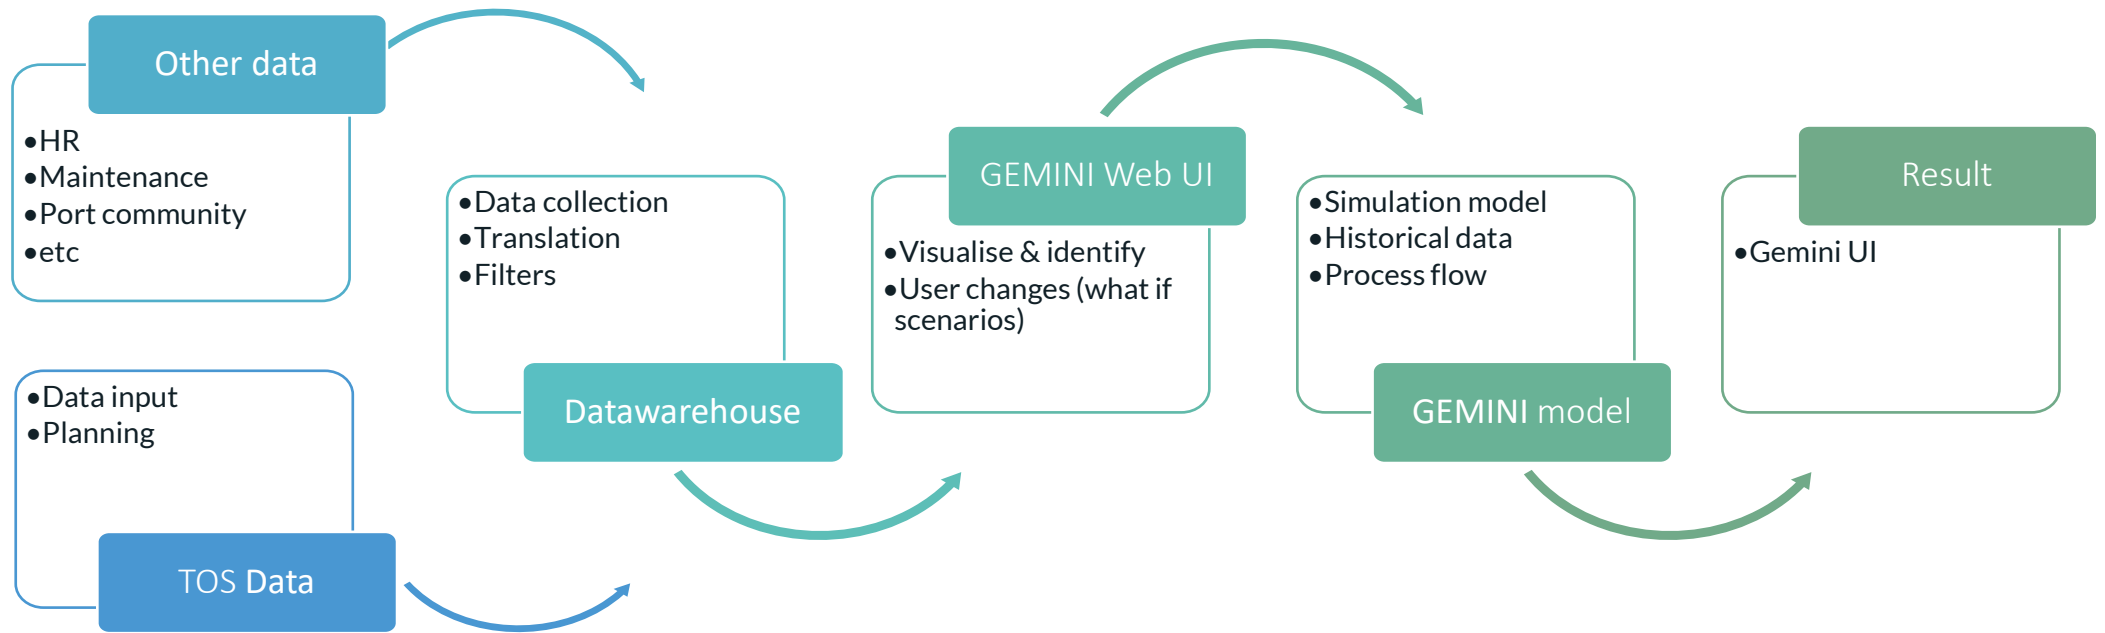 Other data
•HR
•Maintenance
•Port community
•etc
•Data input
•Planning
TOS Data
•Data collection
•Translation
•Filters
Datawarehouse
GEMINI Web UI
•Visualise & identify
•User changes (what if
scenarios)
•Simulation model
•Historical data
•Process flow
GEMINI model
Result
•Gemini UI